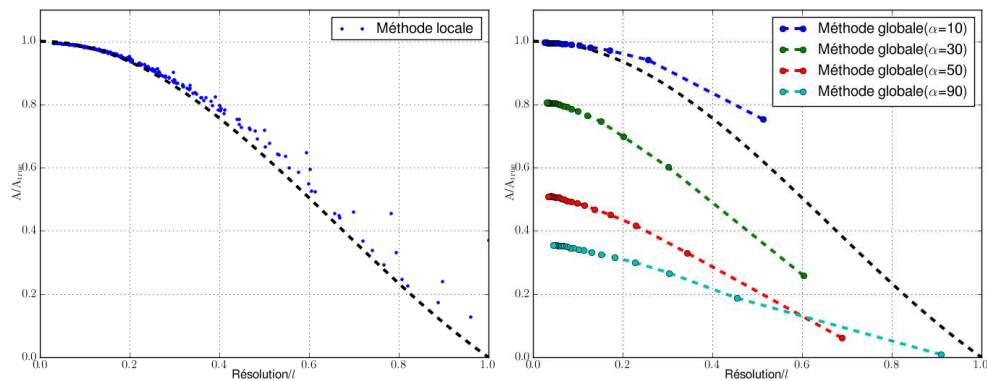 Méthode locale
A/A_true
1.0
0.8
0.6
0.4
0.2
0.0
0.0 0.2 0.4 0.6 0.8 1.0
Résolution/l
Méthode globale(α=10)
Méthode globale(α=30)
Méthode globale(α=50)
Méthode globale(α=90)
A/A_true
1.0
0.8
0.6
0.4
0.2
0.0
0.0 0.2 0.4 0.6 0.8 1.0
Résolution/l